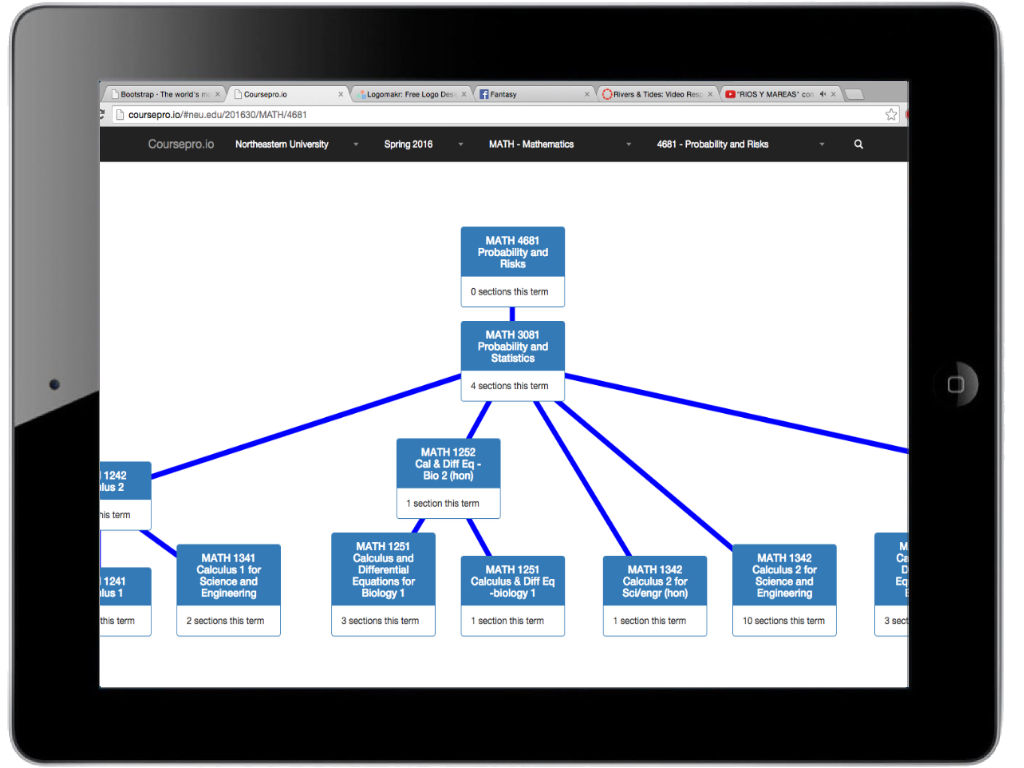 Bootstrap - The world's mo
Coursepro.io
Logomakr: Free Logo Des
Fantasy
Rivers & Tides: Video Res
"RIOS Y MAREAS" con
coursepro.io/#neu.edu/201630/MATH/4681
Coursepro.io
Northeastern University
Spring 2016
MATH - Mathematics
4681 - Probability and Risks
MATH 4681
Probability and
Risks
0 sections this term
MATH 3081
Probability and
Statistics
4 sections this term
1242
lus 2
his term
MATH 1252
Cal & Diff Eq -
Bio 2 (hon)
1 section this term
1241
lus 1
this term
MATH 1341
Calculus 1 for
Science and
Engineering
2 sections this term
MATH 1251
Calculus and
Differential
Equations for
Biology 1
3 sections this term
MATH 1251
Calculus & Diff Eq
-biology 1
1 section this term
MATH 1342
Calculus 2 for
Sci/engr (hon)
1 section this term
MATH 1342
Calculus 2 for
Science and
Engineering
10 sections this term
M
Ca
D
Eq
3 sect